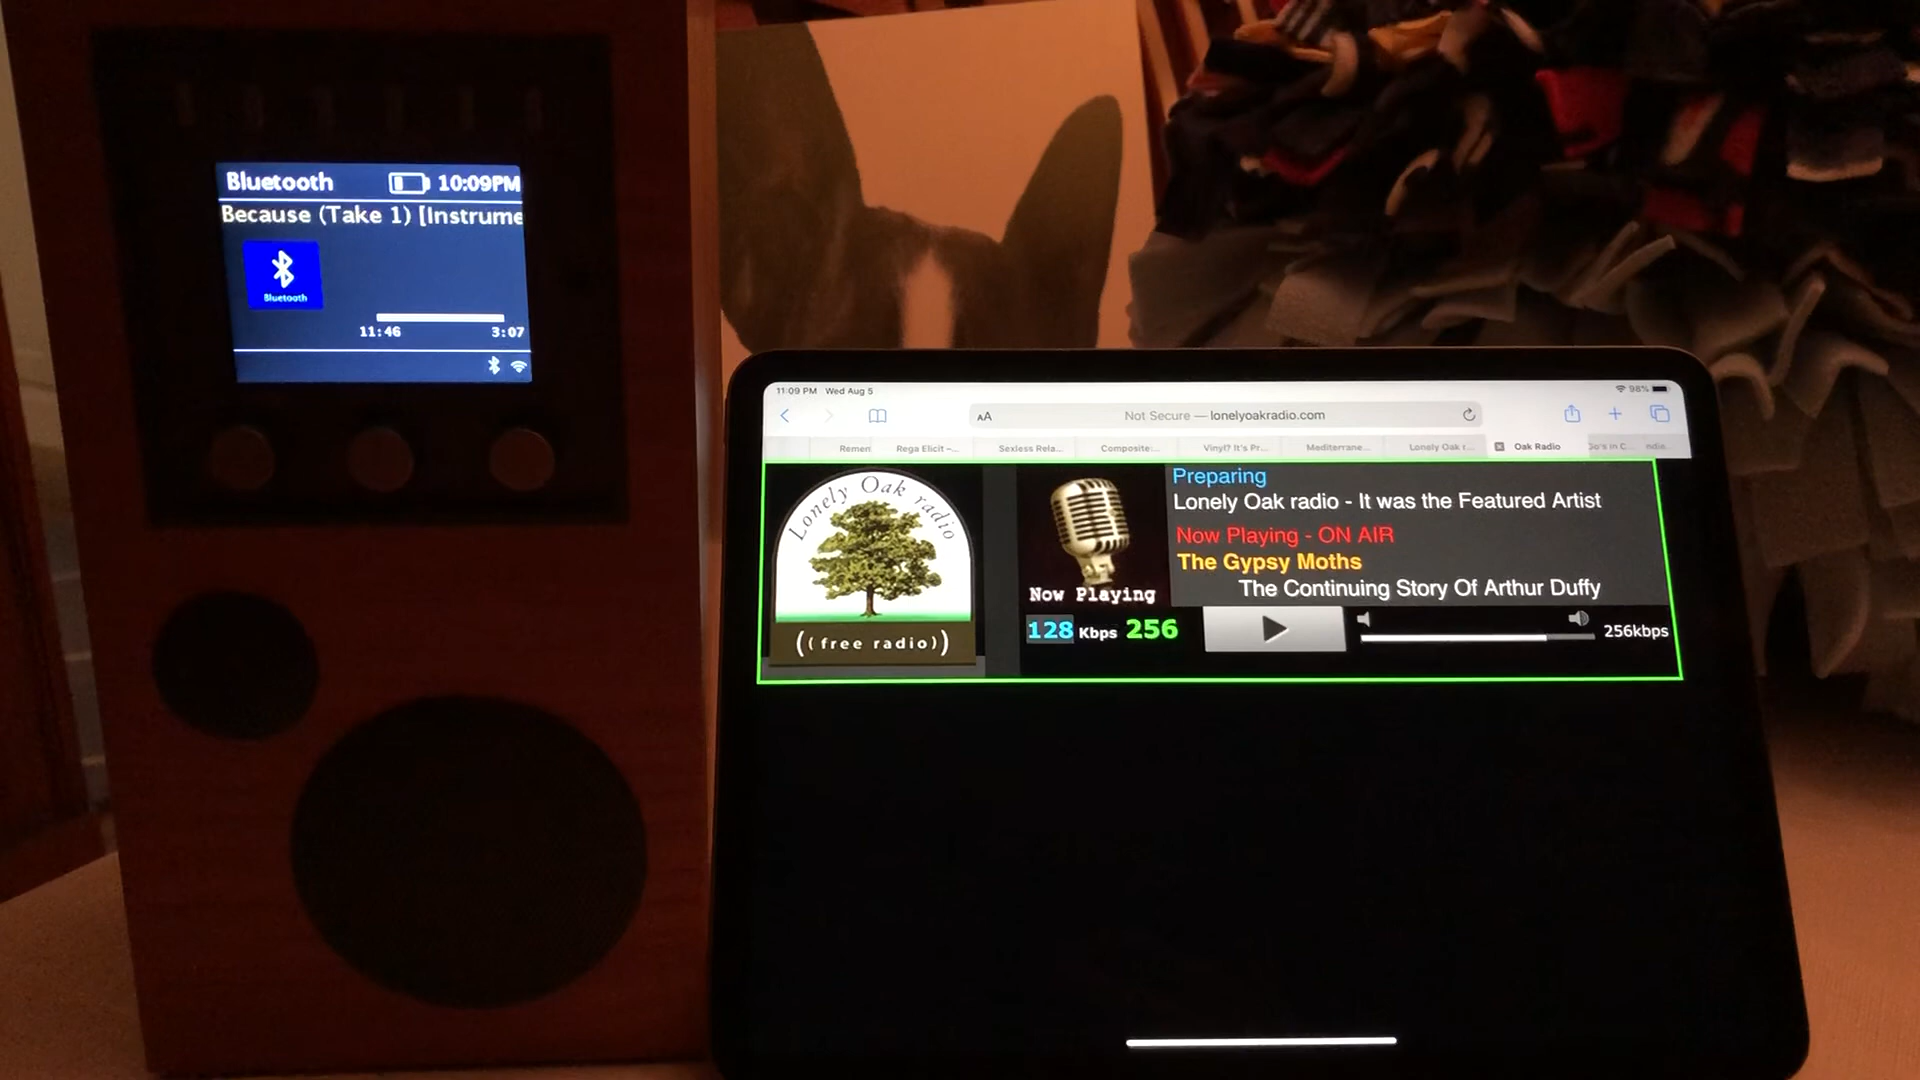 Bluetooth 10:09PM
Because (Take 1) [Instrume
Bluetooth
11:46 3:07
11:09 PM Wed Aug 5 98%
AA Not Secure — lonelyoakradio.com
Remen Rega Elicit –... Sexless Rela... Composite:... Vinyl? It's Pr... Mediterrane... Lonely Oak r... Oak Radio
Lonely Oak radio
((free radio))
Now Playing
128 Kbps 256
Preparing
Lonely Oak radio - It was the Featured Artist
Now Playing - ON AIR
The Gypsy Moths
The Continuing Story Of Arthur Duffy
256kbps